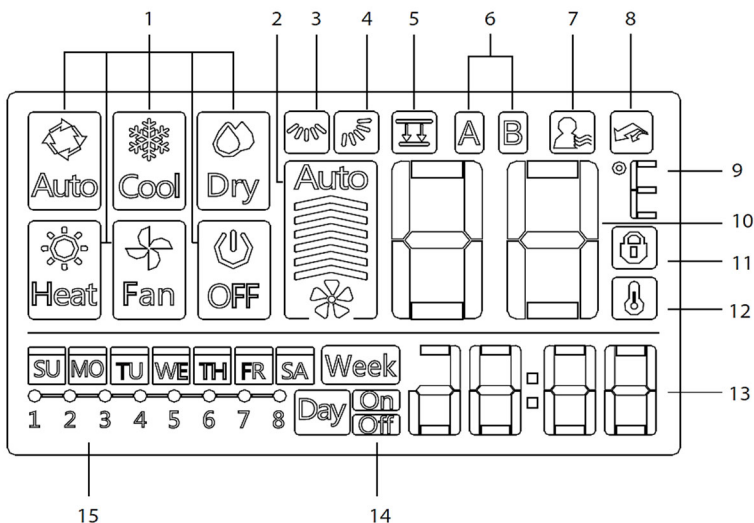 1 2 3 4 5 6 7 8
A B
Auto Cool Dry Auto
9
10
11
Heat Fan OFF
12
SU MO TU WE TH FR SA Week
Day On
Off
88:88
13
1 2 3 4 5 6 7 8
15 14